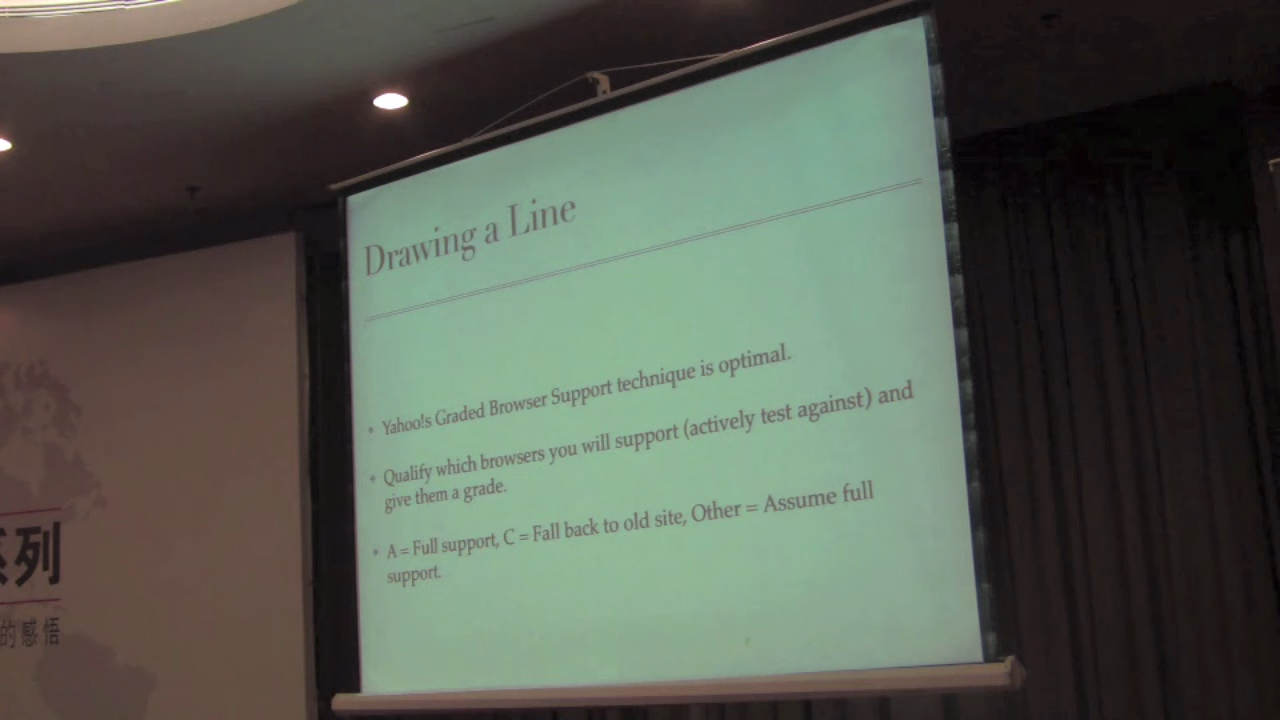 Drawing a Line
Yahoo!s Graded Browser Support technique is optimal.
Qualify which browsers you will support (actively test against) and
give them a grade.
A = Full support, C = Fall back to old site, Other = Assume full
support.
列
的感悟